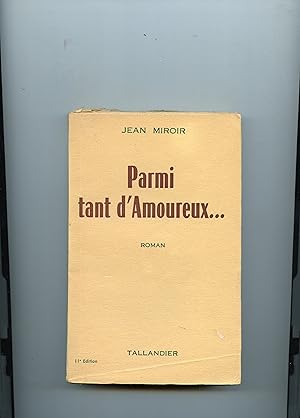 JEAN MIROIR
Parmi
tant d'Amoureux...
ROMAN
11e Edition
TALLANDIER